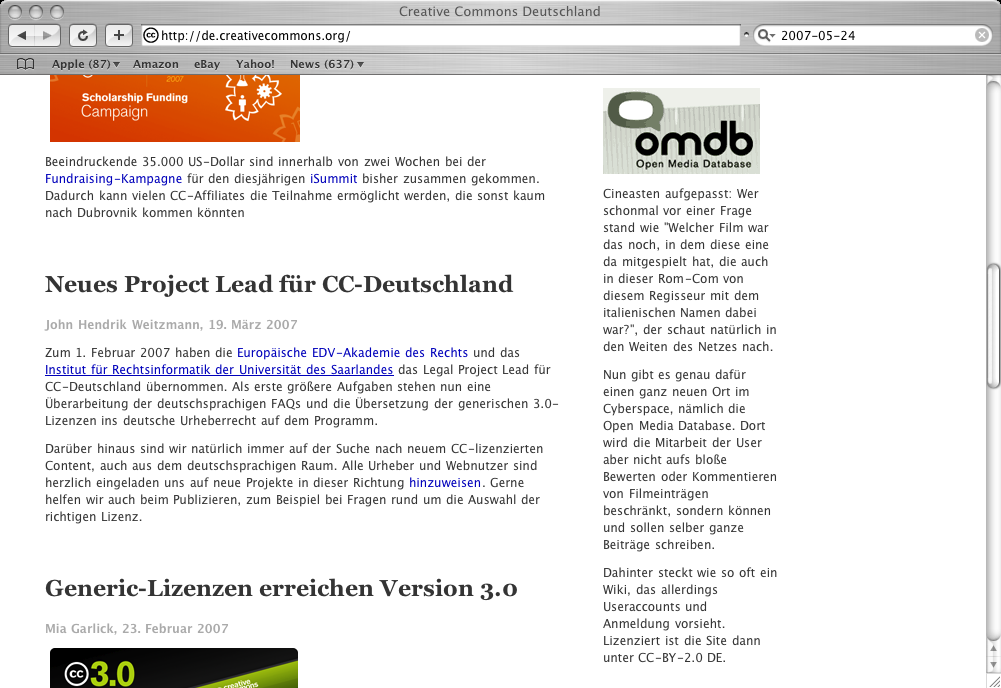 Creative Commons Deutschland
http://de.creativecommons.org/
2007-05-24
Apple (87)
Amazon
eBay
Yahoo!
News (637)
2007
Scholarship Funding
Campaign
Beeindruckende 35.000 US-Dollar sind innerhalb von zwei Wochen bei der
Fundraising-Kampagne für den diesjährigen iSummit bisher zusammen gekommen.
Dadurch kann vielen CC-Affiliates die Teilnahme ermöglicht werden, die sonst kaum
nach Dubrovnik kommen könnten
Neues Project Lead für CC-Deutschland
John Hendrik Weitzmann, 19. März 2007
Zum 1. Februar 2007 haben die Europäische EDV-Akademie des Rechts und das
Institut für Rechtsinformatik der Universität des Saarlandes das Legal Project Lead für
CC-Deutschland übernommen. Als erste größere Aufgaben stehen nun eine
Überarbeitung der deutschsprachigen FAQs und die Übersetzung der generischen 3.0-
Lizenzen ins deutsche Urheberrecht auf dem Programm.
Darüber hinaus sind wir natürlich immer auf der Suche nach neuem CC-lizenzierten
Content, auch aus dem deutschsprachigen Raum. Alle Urheber und Webnutzer sind
herzlich eingeladen uns auf neue Projekte in dieser Richtung hinzuweisen. Gerne
helfen wir auch beim Publizieren, zum Beispiel bei Fragen rund um die Auswahl der
richtigen Lizenz.
Generic-Lizenzen erreichen Version 3.0
Mia Garlick, 23. Februar 2007
cc 3.0
creative
omdb
Open Media Database
Cineasten aufgepasst: Wer
schonmal vor einer Frage
stand wie "Welcher Film war
das noch, in dem diese eine
da mitgespielt hat, die auch
in dieser Rom-Com von
diesem Regisseur mit dem
italienischen Namen dabei
war?", der schaut natürlich in
den Weiten des Netzes nach.
Nun gibt es genau dafür
einen ganz neuen Ort im
Cyberspace, nämlich die
Open Media Database. Dort
wird die Mitarbeit der User
aber nicht aufs bloße
Bewerten oder Kommentieren
von Filmeinträgen
beschränkt, sondern können
und sollen selber ganze
Beiträge schreiben.
Dahinter steckt wie so oft ein
Wiki, das allerdings
Useraccounts und
Anmeldung vorsieht.
Lizenziert ist die Site dann
unter CC-BY-2.0 DE.